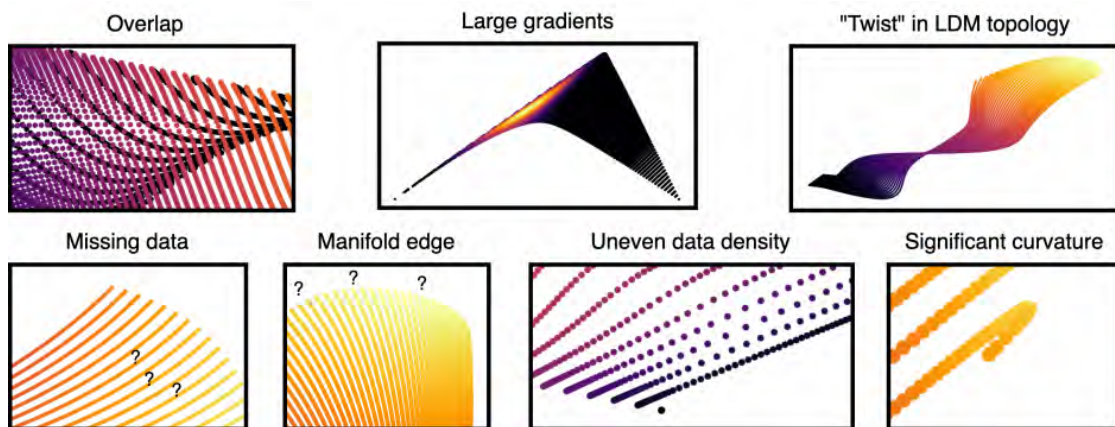 Overlap
Large gradients
"Twist" in LDM topology
Missing data
Manifold edge
Uneven data density
Significant curvature
?
?
?
?
?
?